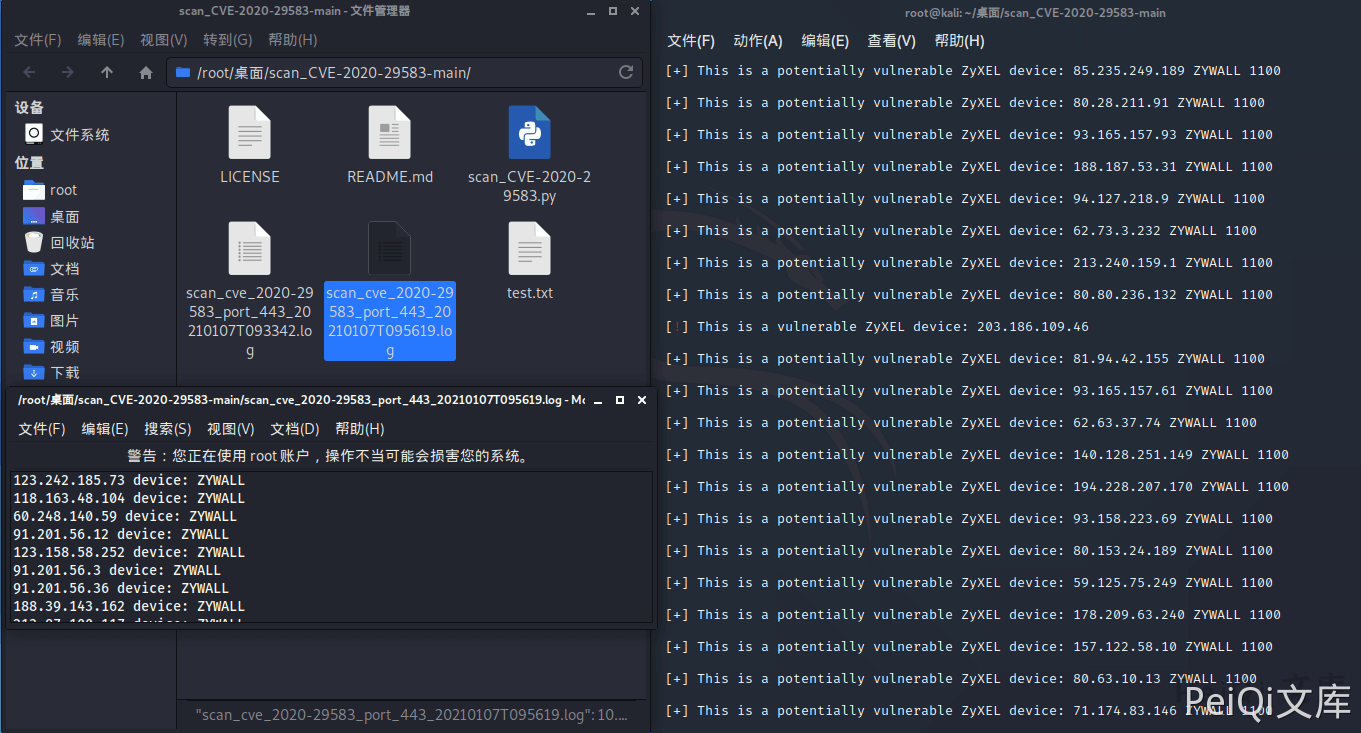 scan_CVE-2020-29583-main - 文件管理器
文件(F) 编辑(E) 视图(V) 转到(G) 帮助(H)
/root/桌面/scan_CVE-2020-29583-main/
设备
文件系统
位置
root
桌面
回收站
文档
音乐
图片
视频
下载
LICENSE
README.md
scan_CVE-2020-2
9583.py
scan_cve_2020-29
583_port_443_20
210107T093342.lo
g
scan_cve_2020-29
583_port_443_20
210107T095619.lo
g
test.txt
/root/桌面/scan_CVE-2020-29583-main/scan_cve_2020-29583_port_443_20210107T095619.log - Mo
文件(F) 编辑(E) 搜索(S) 视图(V) 文档(D) 帮助(H)
警告：您正在使用 root 账户，操作不当可能会损害您的系统。
123.242.185.73 device: ZYWALL
118.163.48.104 device: ZYWALL
60.248.140.59 device: ZYWALL
91.201.56.12 device: ZYWALL
123.158.58.252 device: ZYWALL
91.201.56.3 device: ZYWALL
91.201.56.36 device: ZYWALL
188.39.143.162 device: ZYWALL
"scan_cve_2020-29583_port_443_20210107T095619.log": 10....
root@kali: ~/桌面/scan_CVE-2020-29583-main
文件(F) 动作(A) 编辑(E) 查看(V) 帮助(H)
[+] This is a potentially vulnerable ZyXEL device: 85.235.249.189 ZYWALL 1100
[+] This is a potentially vulnerable ZyXEL device: 80.28.211.91 ZYWALL 1100
[+] This is a potentially vulnerable ZyXEL device: 93.165.157.93 ZYWALL 1100
[+] This is a potentially vulnerable ZyXEL device: 188.187.53.31 ZYWALL 1100
[+] This is a potentially vulnerable ZyXEL device: 94.127.218.9 ZYWALL 1100
[+] This is a potentially vulnerable ZyXEL device: 62.73.3.232 ZYWALL 1100
[+] This is a potentially vulnerable ZyXEL device: 213.240.159.1 ZYWALL 1100
[+] This is a potentially vulnerable ZyXEL device: 80.80.236.132 ZYWALL 1100
[!] This is a vulnerable ZyXEL device: 203.186.109.46
[+] This is a potentially vulnerable ZyXEL device: 81.94.42.155 ZYWALL 1100
[+] This is a potentially vulnerable ZyXEL device: 93.165.157.61 ZYWALL 1100
[+] This is a potentially vulnerable ZyXEL device: 62.63.37.74 ZYWALL 1100
[+] This is a potentially vulnerable ZyXEL device: 140.128.251.149 ZYWALL 1100
[+] This is a potentially vulnerable ZyXEL device: 194.228.207.170 ZYWALL 1100
[+] This is a potentially vulnerable ZyXEL device: 93.158.223.69 ZYWALL 1100
[+] This is a potentially vulnerable ZyXEL device: 80.153.24.189 ZYWALL 1100
[+] This is a potentially vulnerable ZyXEL device: 59.125.75.249 ZYWALL 1100
[+] This is a potentially vulnerable ZyXEL device: 178.209.63.240 ZYWALL 1100
[+] This is a potentially vulnerable ZyXEL device: 157.122.58.10 ZYWALL 1100
[+] This is a potentially vulnerable ZyXEL device: 80.63.10.13 ZYWALL 1100
[+] This is a potentially vulnerable ZyXEL device: 71.174.83.146 ZYWALL 1100
PeiQi文库